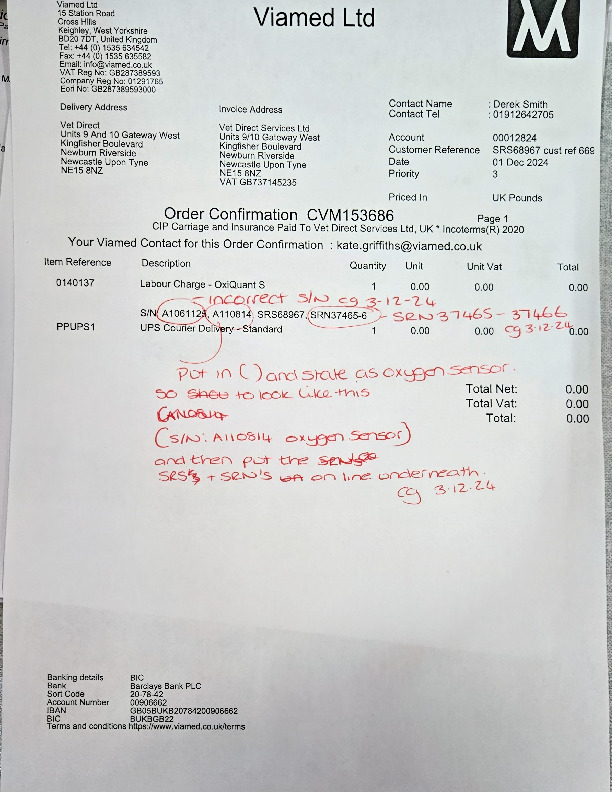 Viamed Ltd
Viamed Ltd
15 Station Road
Cross Hills
Keighley, West Yorkshire
BD20 7DT, United Kingdom
Tel: +44 (0) 1535 634542
Fax: +44 (0) 1535 635582
Email: info@viamed.co.uk
VAT Reg No: GB287389593
Company Reg No: 01291765
Eori No: GB287389593000
Delivery Address
Vet Direct
Units 9 And 10 Gateway West
Kingfisher Boulevard
Newburn Riverside
Newcastle Upon Tyne
NE15 8NZ
Invoice Address
Vet Direct Services Ltd
Units 9/10 Gateway West
Kingfisher Boulevard
Newburn Riverside
Newcastle Upon Tyne
NE15 8NZ
VAT GB737145235
Contact Name : Derek Smith
Contact Tel : 01912642705
Account 00012824
Customer Reference SRS68967 cust ref 669
Date 01 Dec 2024
Priority 3
Priced In UK Pounds
Order Confirmation CVM153686 Page 1
CIP Carriage and Insurance Paid To Vet Direct Services Ltd, UK * Incoterms(R) 2020
Your Viamed Contact for this Order Confirmation : kate.griffiths@viamed.co.uk
Item Reference Description Quantity Unit Unit Vat Total
0140137 Labour Charge - OxiQuant S 1 0.00 0.00 0.00
- incorrect S/N cg 3-12-24
S/N A106112, A110814, SRS68967, SRN37465-6 - SRN 37465 - 37466
cg 3.12.24
PPUPS1 UPS Courier Delivery - Standard 1 0.00 0.00 0.00
Put in ( ) and state as oxygen sensor.
so to look like this
(S/N: A110814 oxygen sensor)
and then put the
SRS's + SRN's on line underneath.
cg 3.12.24
Total Net: 0.00
Total Vat: 0.00
Total: 0.00
Banking details BIC
Bank Barclays Bank PLC
Sort Code 20-78-42
Account Number 00906662
IBAN GB05BUKB20784200906662
BIC BUKBGB22
Terms and conditions https://www.viamed.co.uk/terms